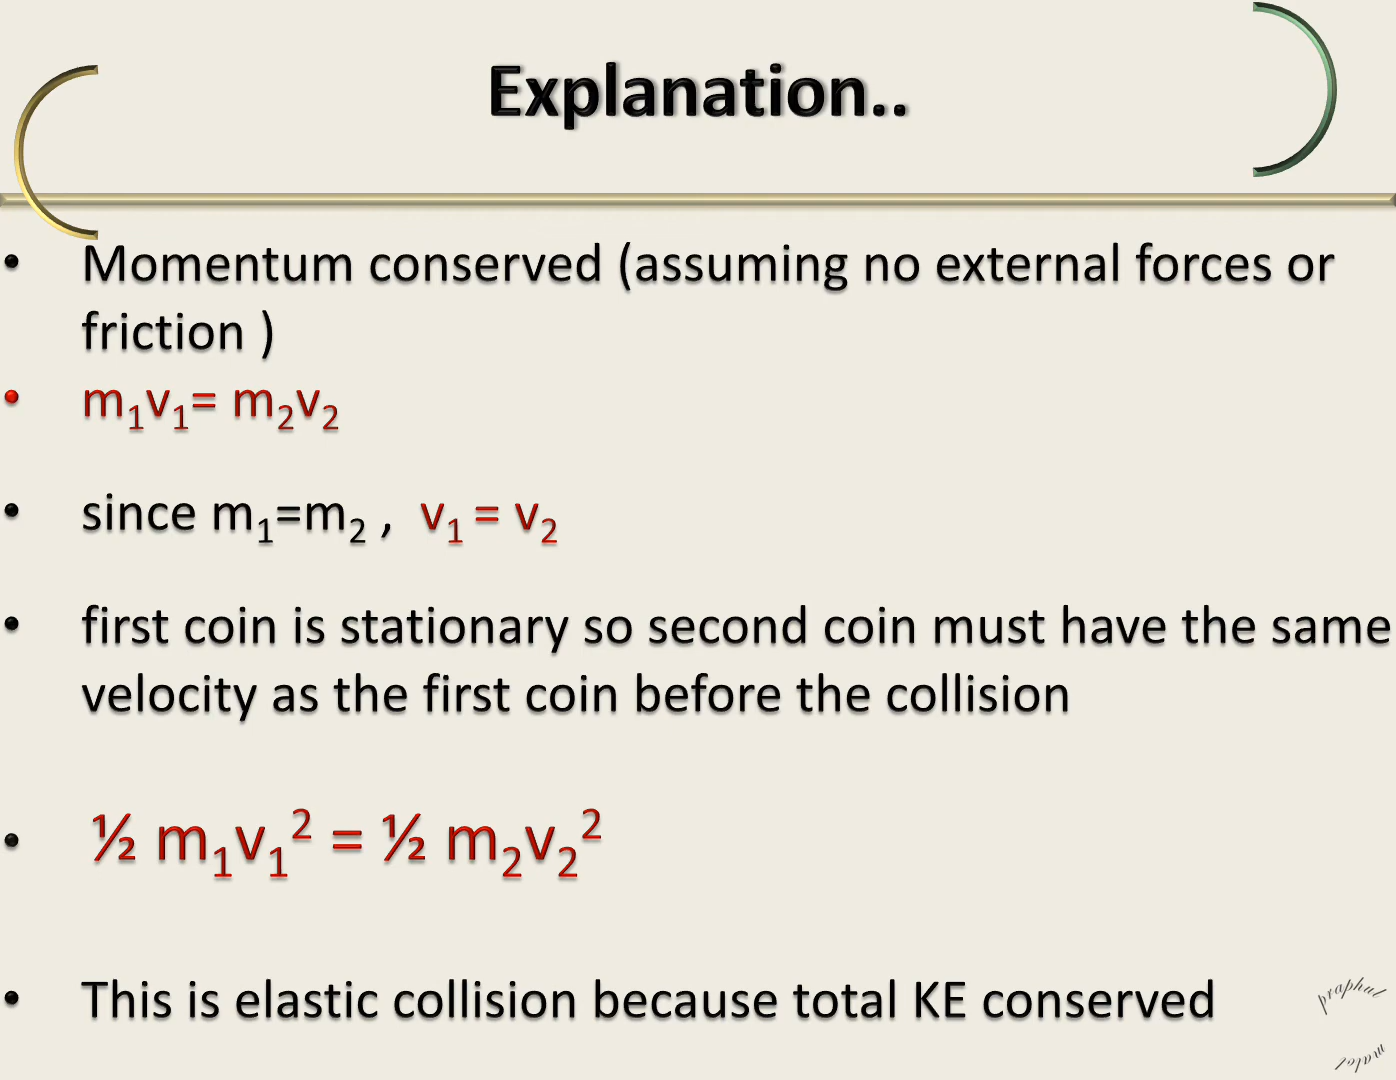 Explanation..
• Momentum conserved (assuming no external forces or
friction )
• m₁v₁= m₂v₂
• since m₁=m₂ , v₁ = v₂
• first coin is stationary so second coin must have the same
velocity as the first coin before the collision
• ½ m₁v₁² = ½ m₂v₂²
• This is elastic collision because total KE conserved
praphul